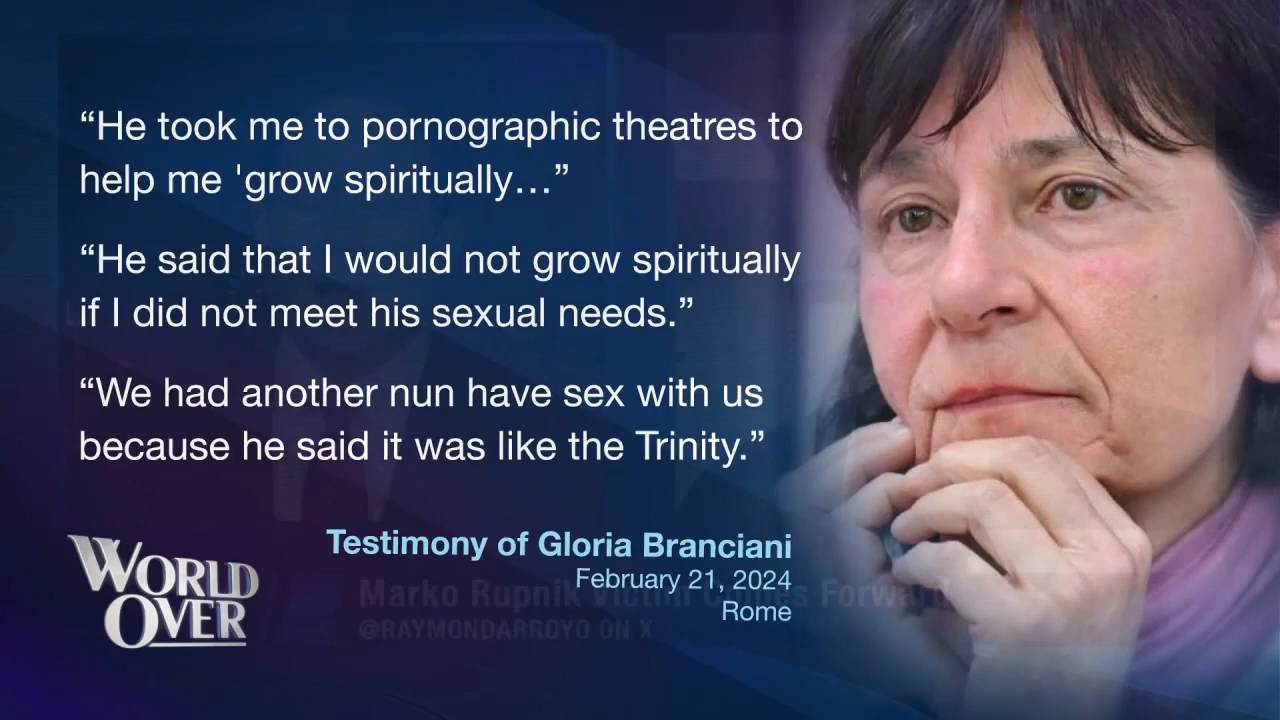 “He took me to pornographic theatres to
help me 'grow spiritually…”
“He said that I would not grow spiritually
if I did not meet his sexual needs.”
“We had another nun have sex with us
because he said it was like the Trinity.”
Testimony of Gloria Branciani
February 21, 2024
Rome
WORLD
OVER
Marko Rupnik Victim Comes Forward
@RAYMONDARROYO ON X